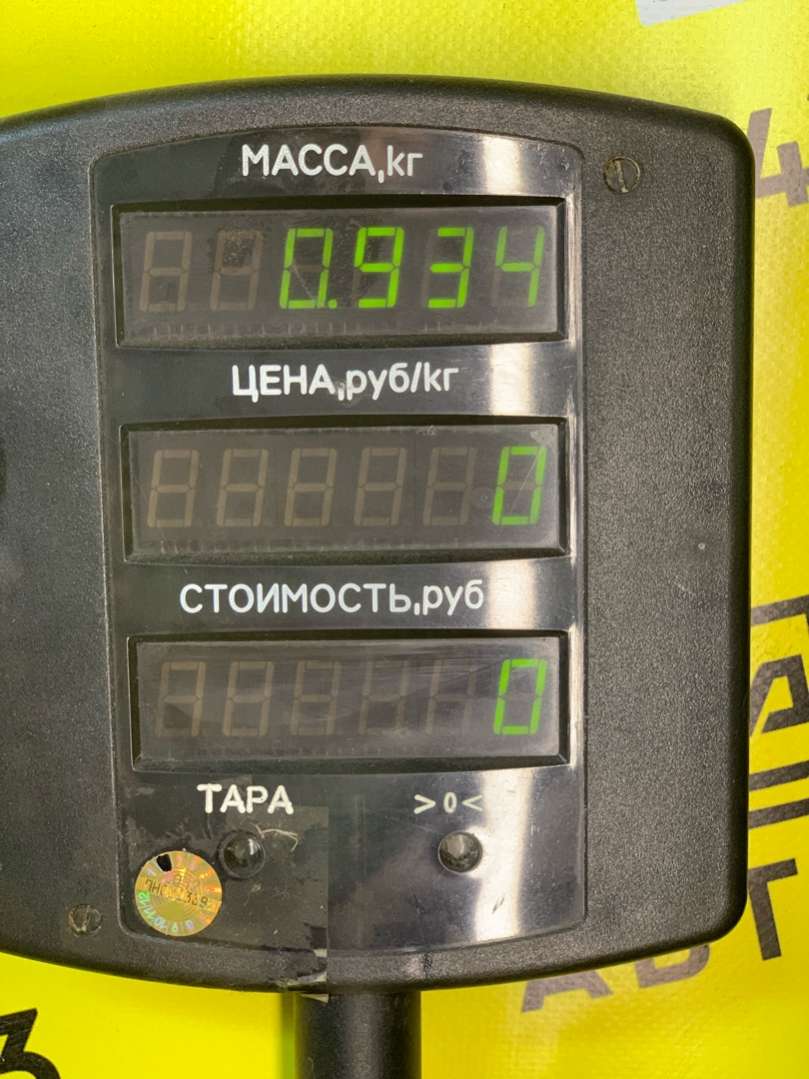 МАССА,кг
0.934
ЦЕНА,руб/кг
0
СТОИМОСТЬ,руб
0
ТАРА >0<